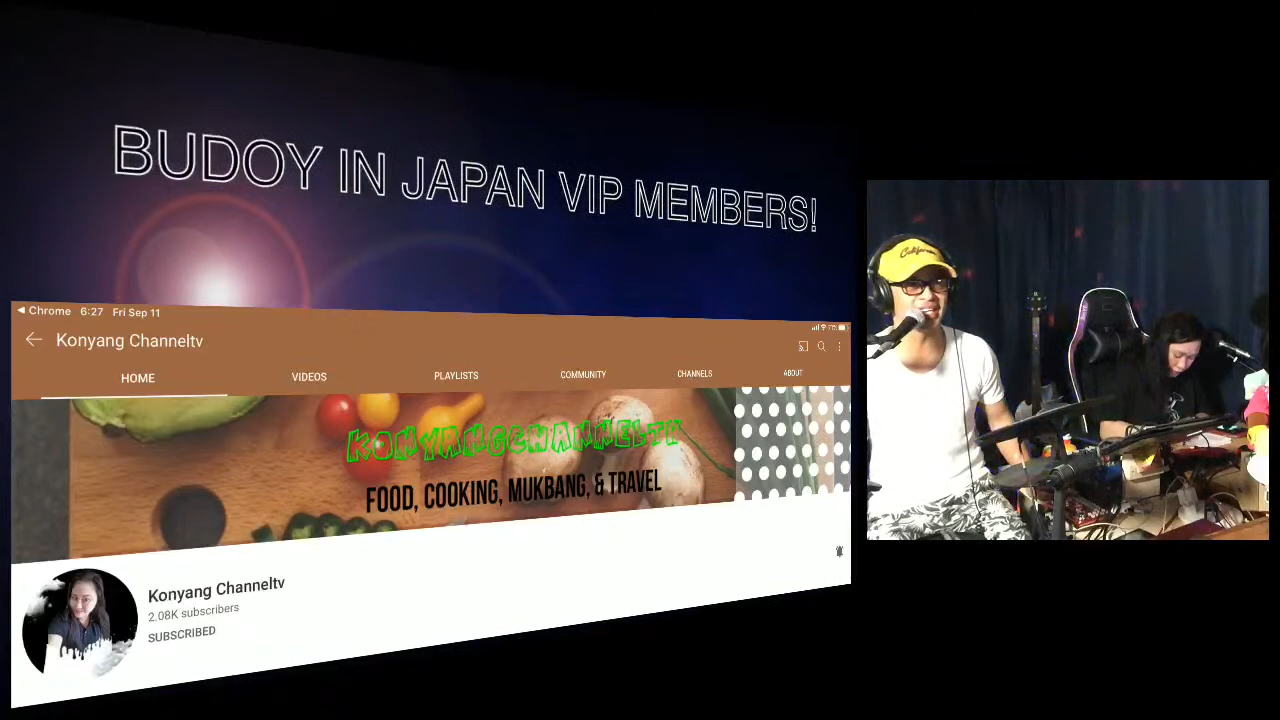 BUDOY IN JAPAN VIP MEMBERS!
Chrome 6:27 Fri Sep 11
Konyang Channeltv
HOME VIDEOS PLAYLISTS COMMUNITY CHANNELS ABOUT
KONYANGCHANNELTV
FOOD, COOKING, MUKBANG, & TRAVEL
Konyang Channeltv
2.08K subscribers
SUBSCRIBED
California